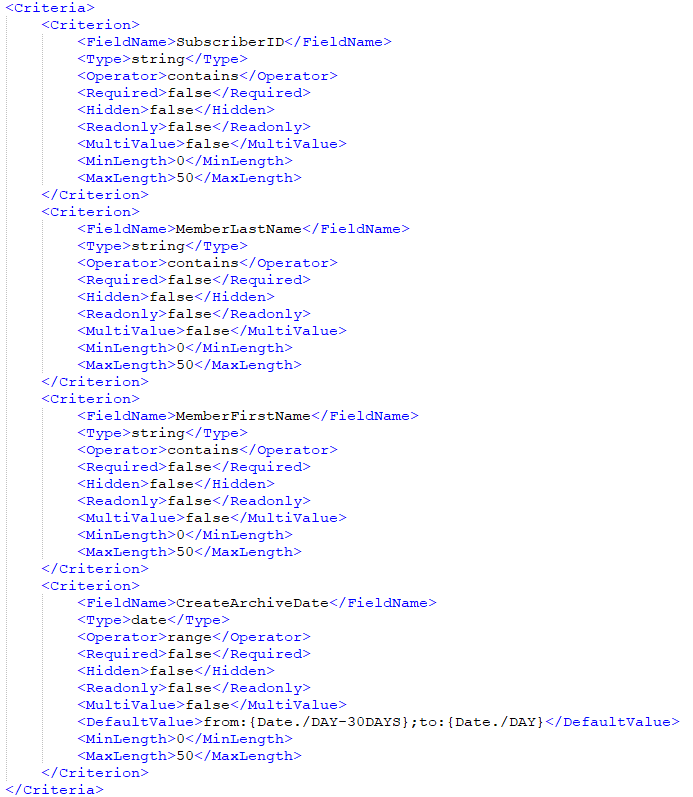 <Criteria>
<Criterion>
<FieldName>SubscriberID</FieldName>
<Type>string</Type>
<Operator>contains</Operator>
<Required>false</Required>
<Hidden>false</Hidden>
<Readonly>false</Readonly>
<MultiValue>false</MultiValue>
<MinLength>0</MinLength>
<MaxLength>50</MaxLength>
</Criterion>
<Criterion>
<FieldName>MemberLastName</FieldName>
<Type>string</Type>
<Operator>contains</Operator>
<Required>false</Required>
<Hidden>false</Hidden>
<Readonly>false</Readonly>
<MultiValue>false</MultiValue>
<MinLength>0</MinLength>
<MaxLength>50</MaxLength>
</Criterion>
<Criterion>
<FieldName>MemberFirstName</FieldName>
<Type>string</Type>
<Operator>contains</Operator>
<Required>false</Required>
<Hidden>false</Hidden>
<Readonly>false</Readonly>
<MultiValue>false</MultiValue>
<MinLength>0</MinLength>
<MaxLength>50</MaxLength>
</Criterion>
<Criterion>
<FieldName>CreateArchiveDate</FieldName>
<Type>date</Type>
<Operator>range</Operator>
<Required>false</Required>
<Hidden>false</Hidden>
<Readonly>false</Readonly>
<MultiValue>false</MultiValue>
<DefaultValue>from:{Date./DAY-30DAYS};to:{Date./DAY}</DefaultValue>
<MinLength>0</MinLength>
<MaxLength>50</MaxLength>
</Criterion>
</Criteria>